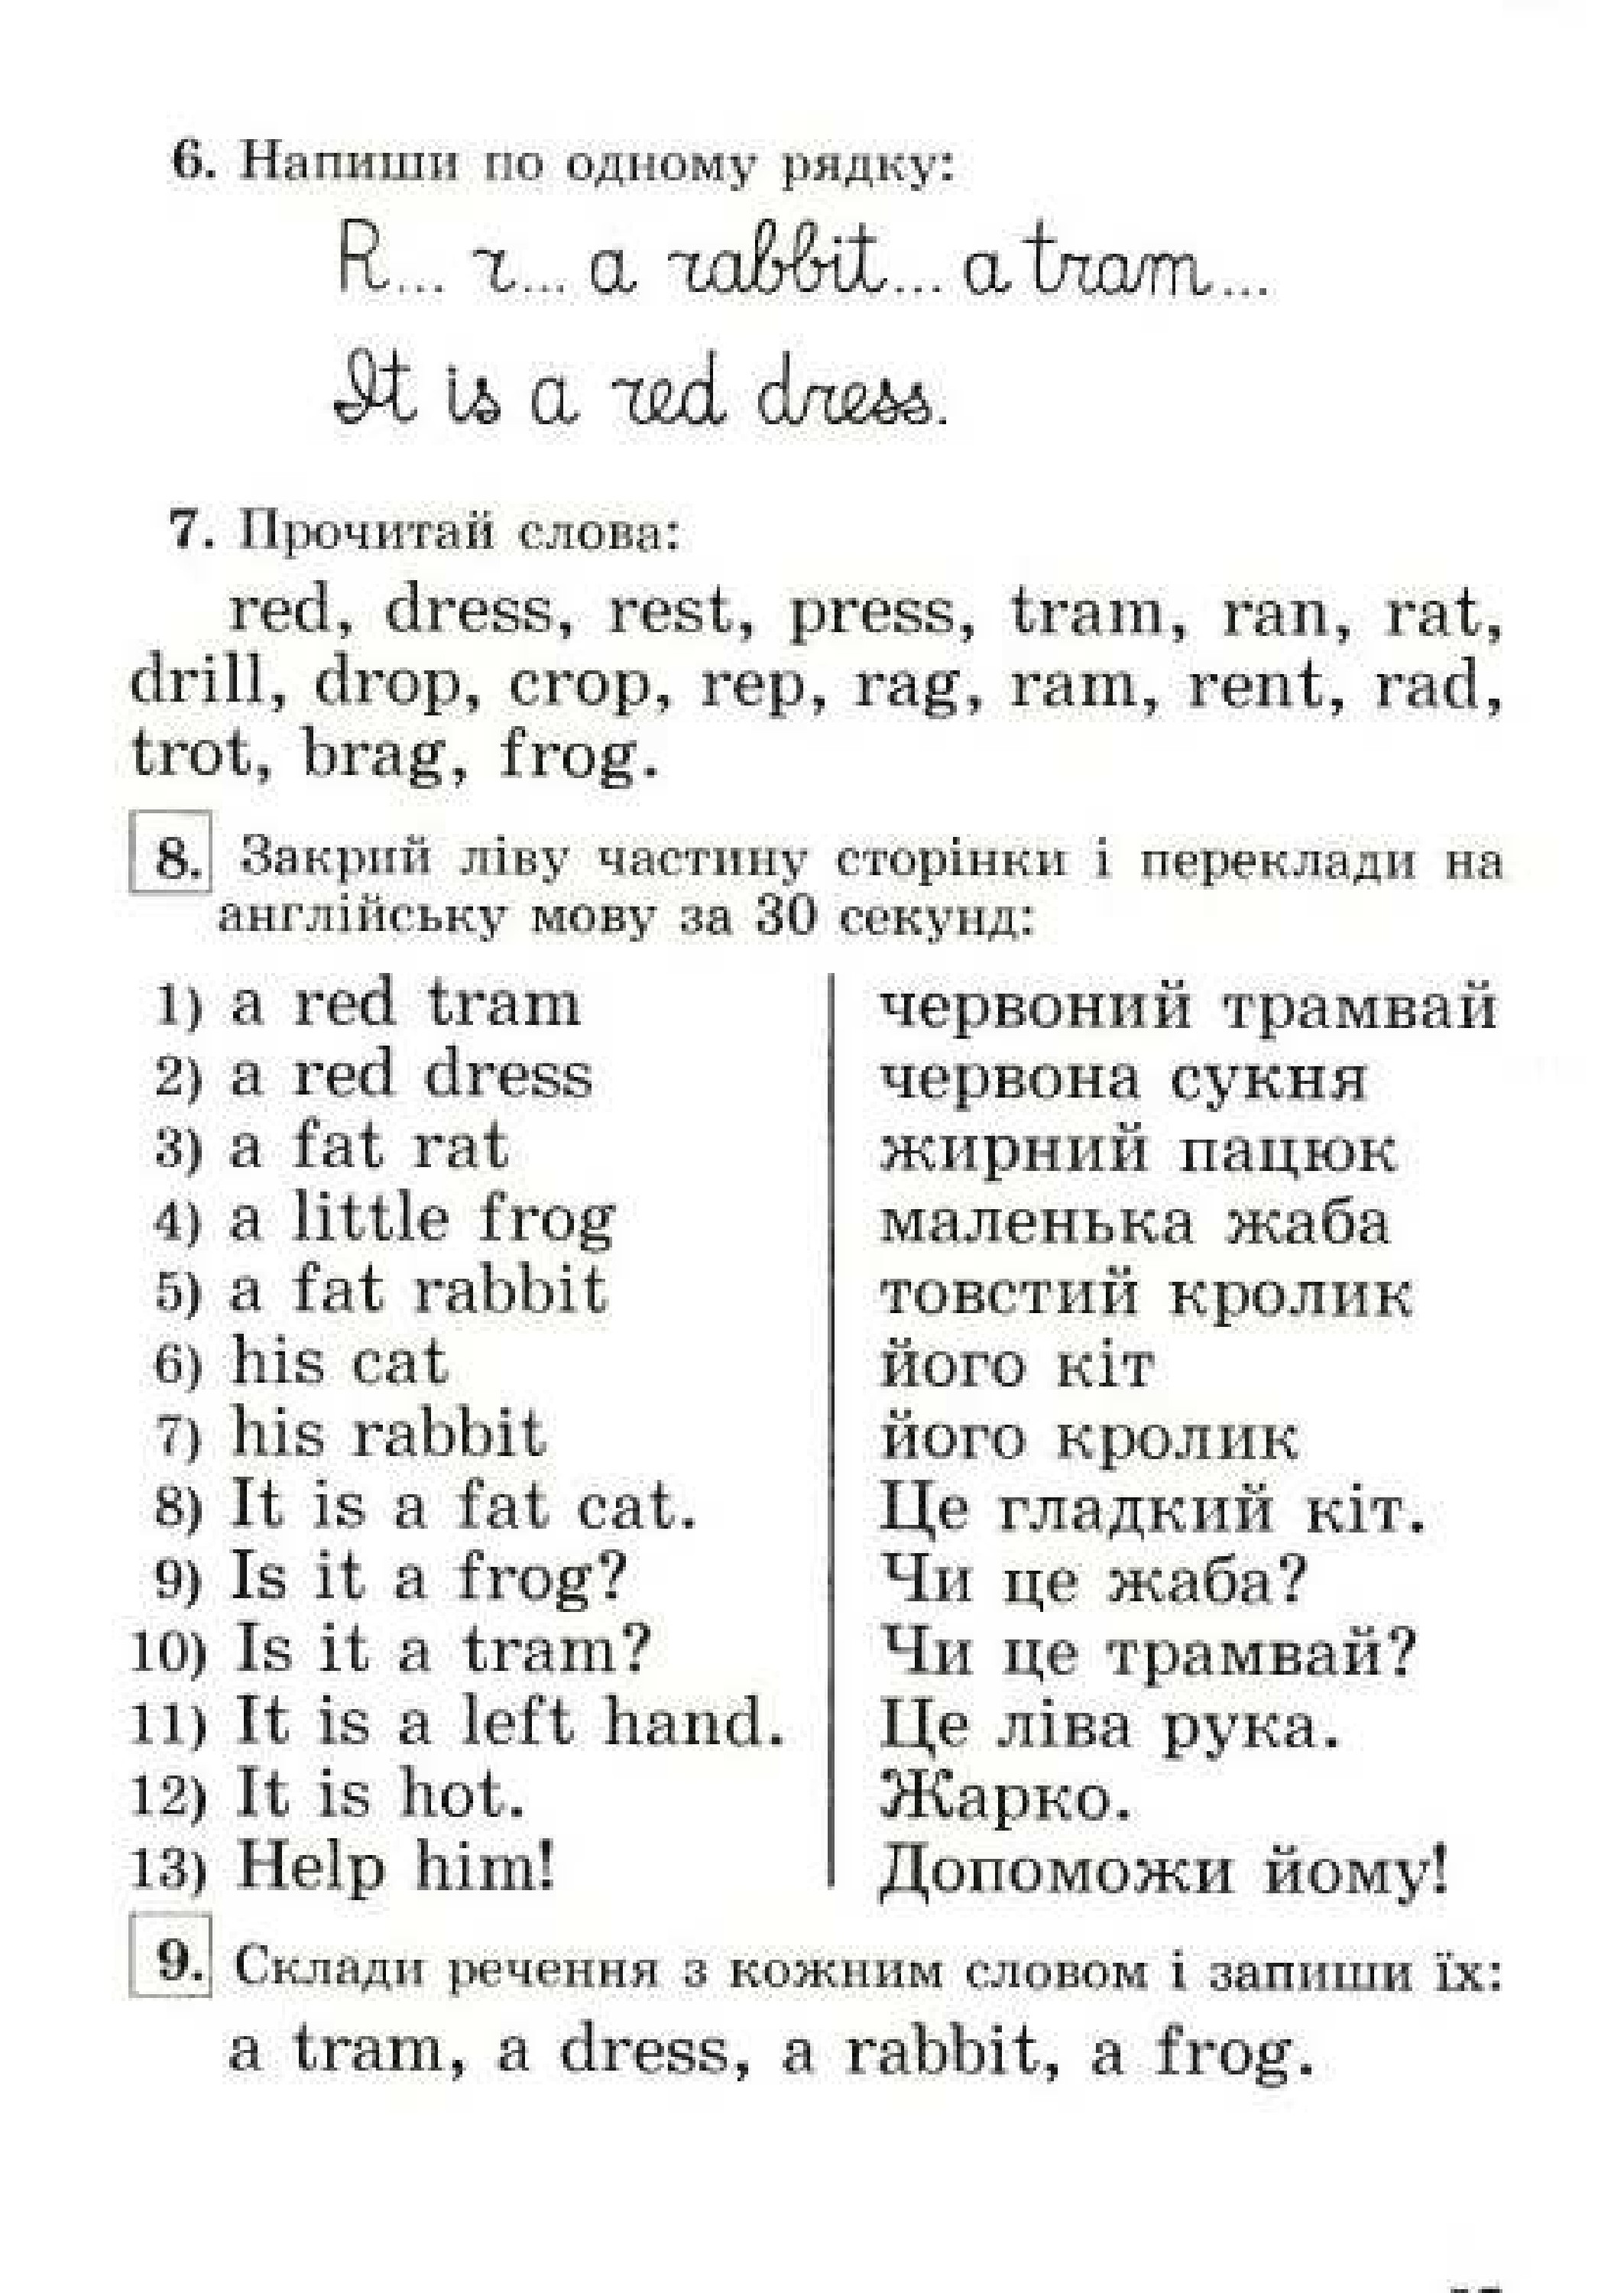 6. Напиши по одному рядку:
R... r... a rabbit... a tram...
It is a red dress.
7. Прочитай слова:
red, dress, rest, press, tram, ran, rat,
drill, drop, crop, rep, rag, ram, rent, rad,
trot, brag, frog.
8. Закрий ліву частину сторінки і переклади на
англійську мову за 30 секунд:
1) a red tram червоний трамвай
2) a red dress червона сукня
3) a fat rat жирний пацюк
4) a little frog маленька жаба
5) a fat rabbit товстий кролик
6) his cat його кіт
7) his rabbit його кролик
8) It is a fat cat. Це гладкий кіт.
9) Is it a frog? Чи це жаба?
10) Is it a tram? Чи це трамвай?
11) It is a left hand. Це ліва рука.
12) It is hot. Жарко.
13) Help him! Допоможи йому!
9. Склади речення з кожним словом і запиши їх:
a tram, a dress, a rabbit, a frog.